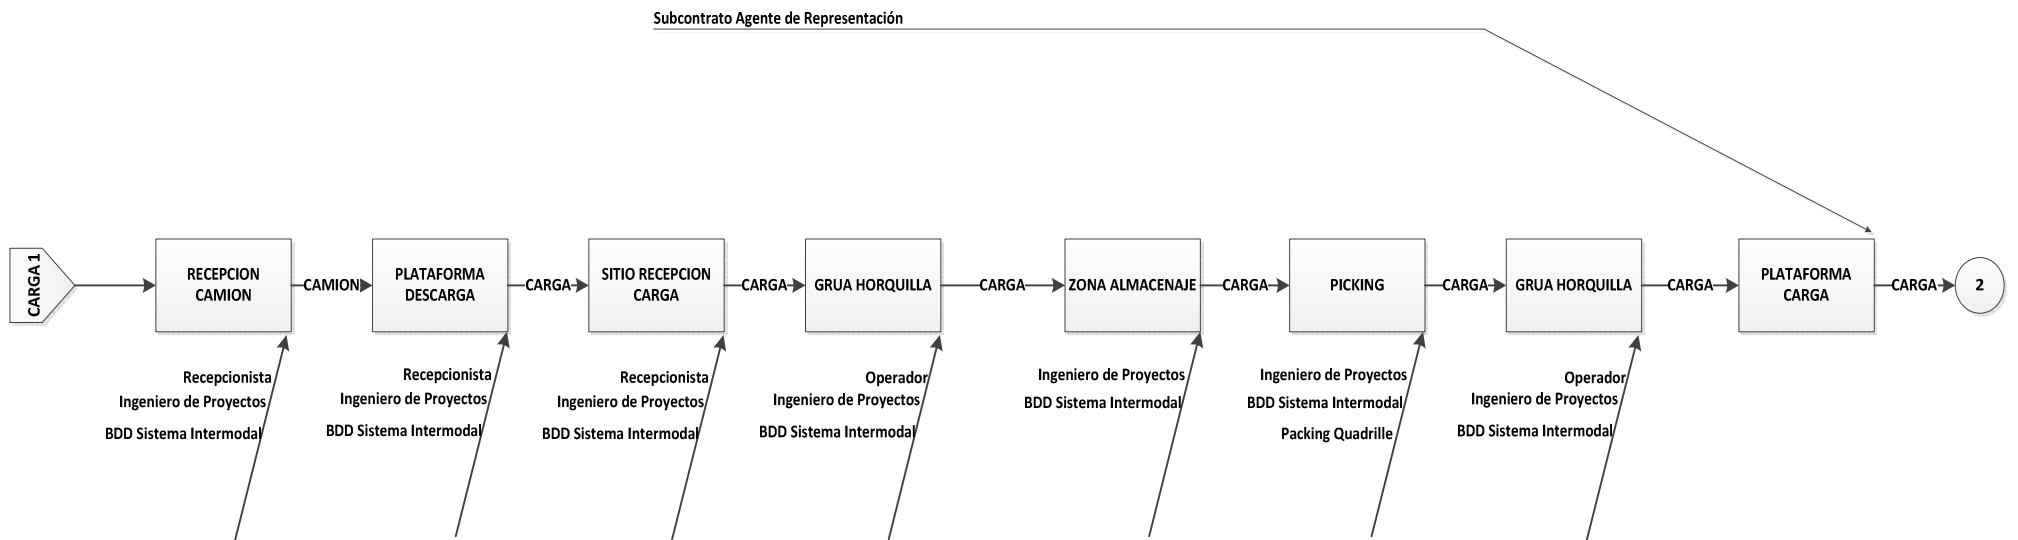 Subcontrato Agente de Representación
CARGA 1
RECEPCION
CAMION
CAMION
PLATAFORMA
DESCARGA
CARGA
SITIO RECEPCION
CARGA
CARGA
GRUA HORQUILLA
CARGA
ZONA ALMACENAJE
CARGA
PICKING
CARGA
GRUA HORQUILLA
CARGA
PLATAFORMA
CARGA
CARGA
2
Recepcionista
Ingeniero de Proyectos
BDD Sistema Intermodal
Recepcionista
Ingeniero de Proyectos
BDD Sistema Intermodal
Recepcionista
Ingeniero de Proyectos
BDD Sistema Intermodal
Operador
Ingeniero de Proyectos
BDD Sistema Intermodal
Ingeniero de Proyectos
BDD Sistema Intermodal
Ingeniero de Proyectos
BDD Sistema Intermodal
Packing Quadrille
Operador
Ingeniero de Proyectos
BDD Sistema Intermodal